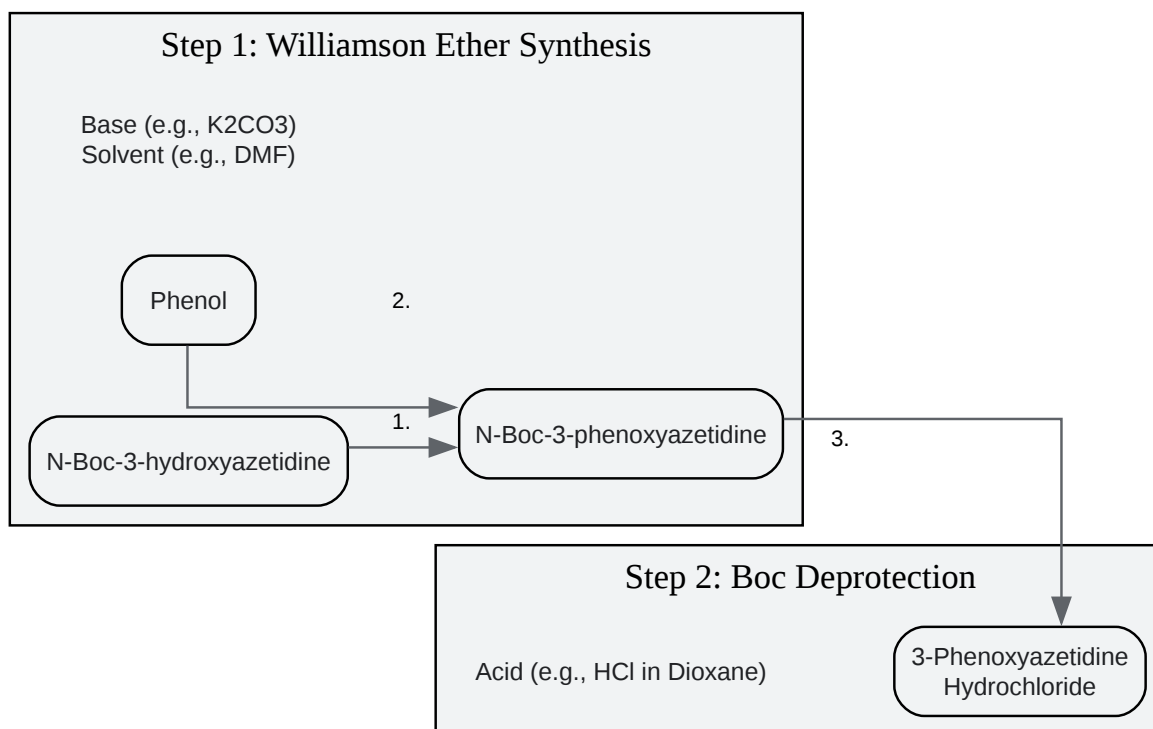 Step 1: Williamson Ether Synthesis
Base (e.g., K2CO3)
Solvent (e.g., DMF)
Phenol
2.
1.
N-Boc-3-hydroxyazetidine
N-Boc-3-phenoxyazetidine
3.
Step 2: Boc Deprotection
Acid (e.g., HCl in Dioxane)
3-Phenoxyazetidine
Hydrochloride